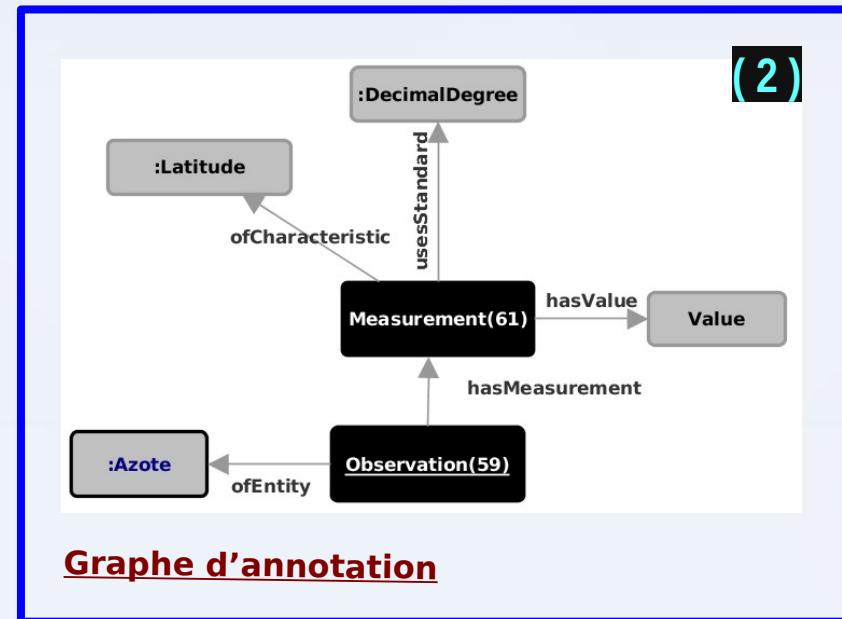 (2)
:DecimalDegree
:Latitude
usesStandard
ofCharacteristic
Measurement(61)
hasValue
Value
hasMeasurement
:Azote
ofEntity
Observation(59)
Graphe d’annotation